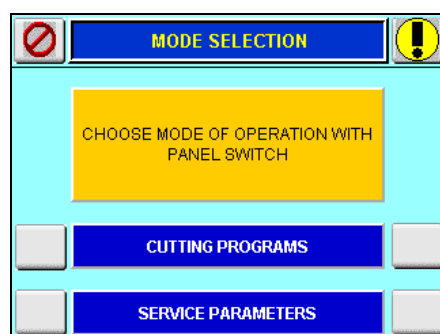 MODE SELECTION
CHOOSE MODE OF OPERATION WITH
PANEL SWITCH
CUTTING PROGRAMS
SERVICE PARAMETERS